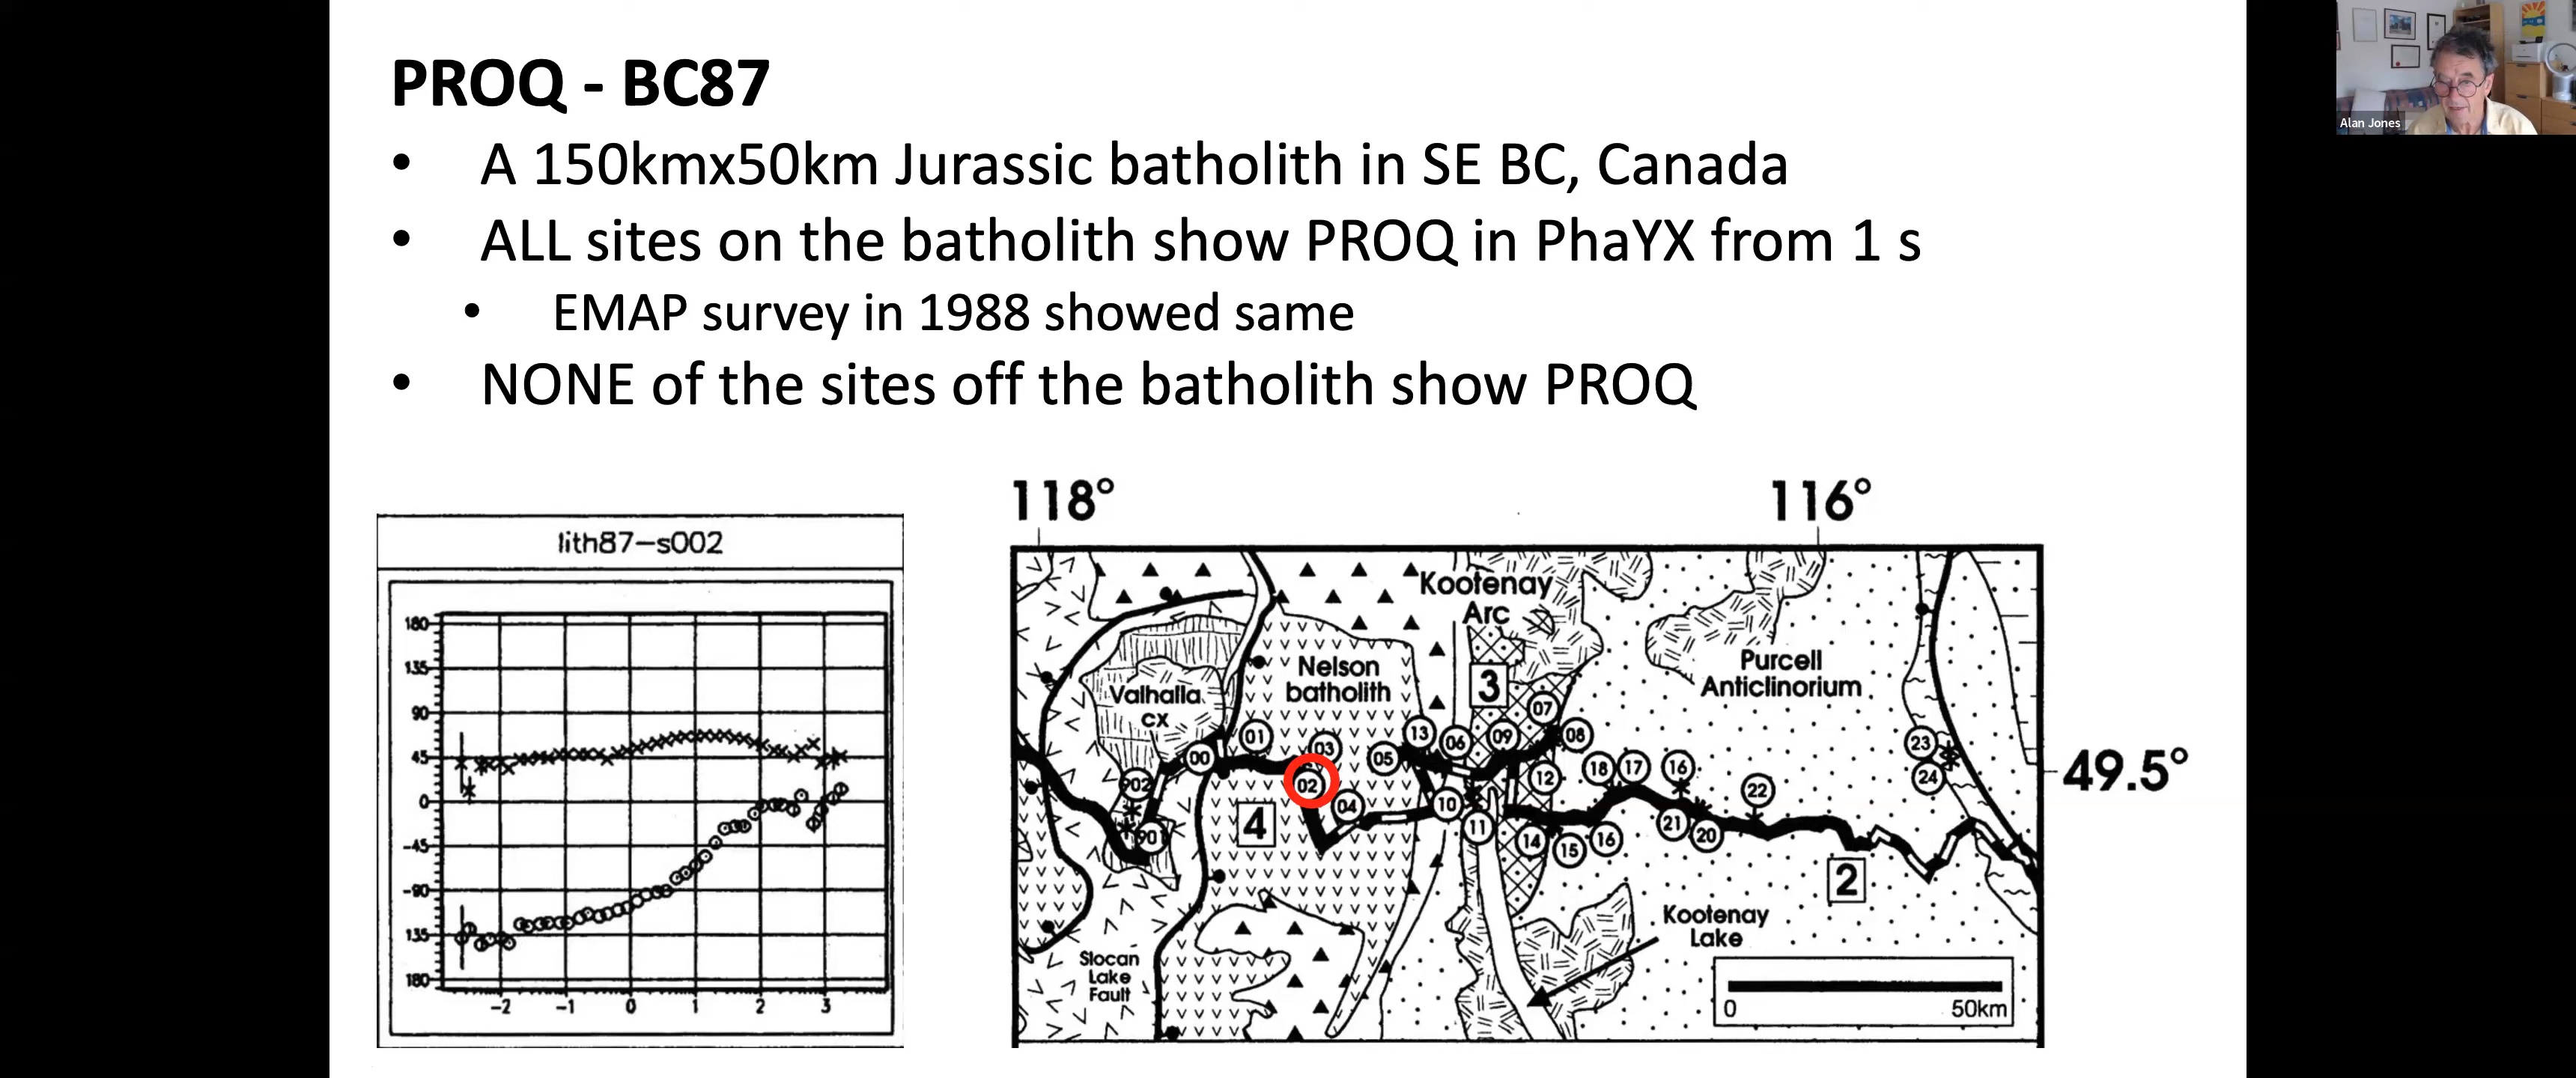 PROQ - BC87
• A 150kmx50km Jurassic batholith in SE BC, Canada
• ALL sites on the batholith show PROQ in PhaYX from 1 s
• EMAP survey in 1988 showed same
• NONE of the sites off the batholith show PROQ
Alan Jones
lith87-s002
180
135
90
45
0
-45
-90
135
180
-2
-1
0
1
2
3
118°
116°
49.5°
Kootenay
Arc
Nelson
batholith
Valhalla
cx
Purcell
Anticlinorium
3
4
2
902
901
00
01
03
02
04
05
13
06
09
07
08
10
11
12
14
15
16
18
17
16
21
20
22
23
24
Slocan
Lake
Fault
Kootenay
Lake
0
50km